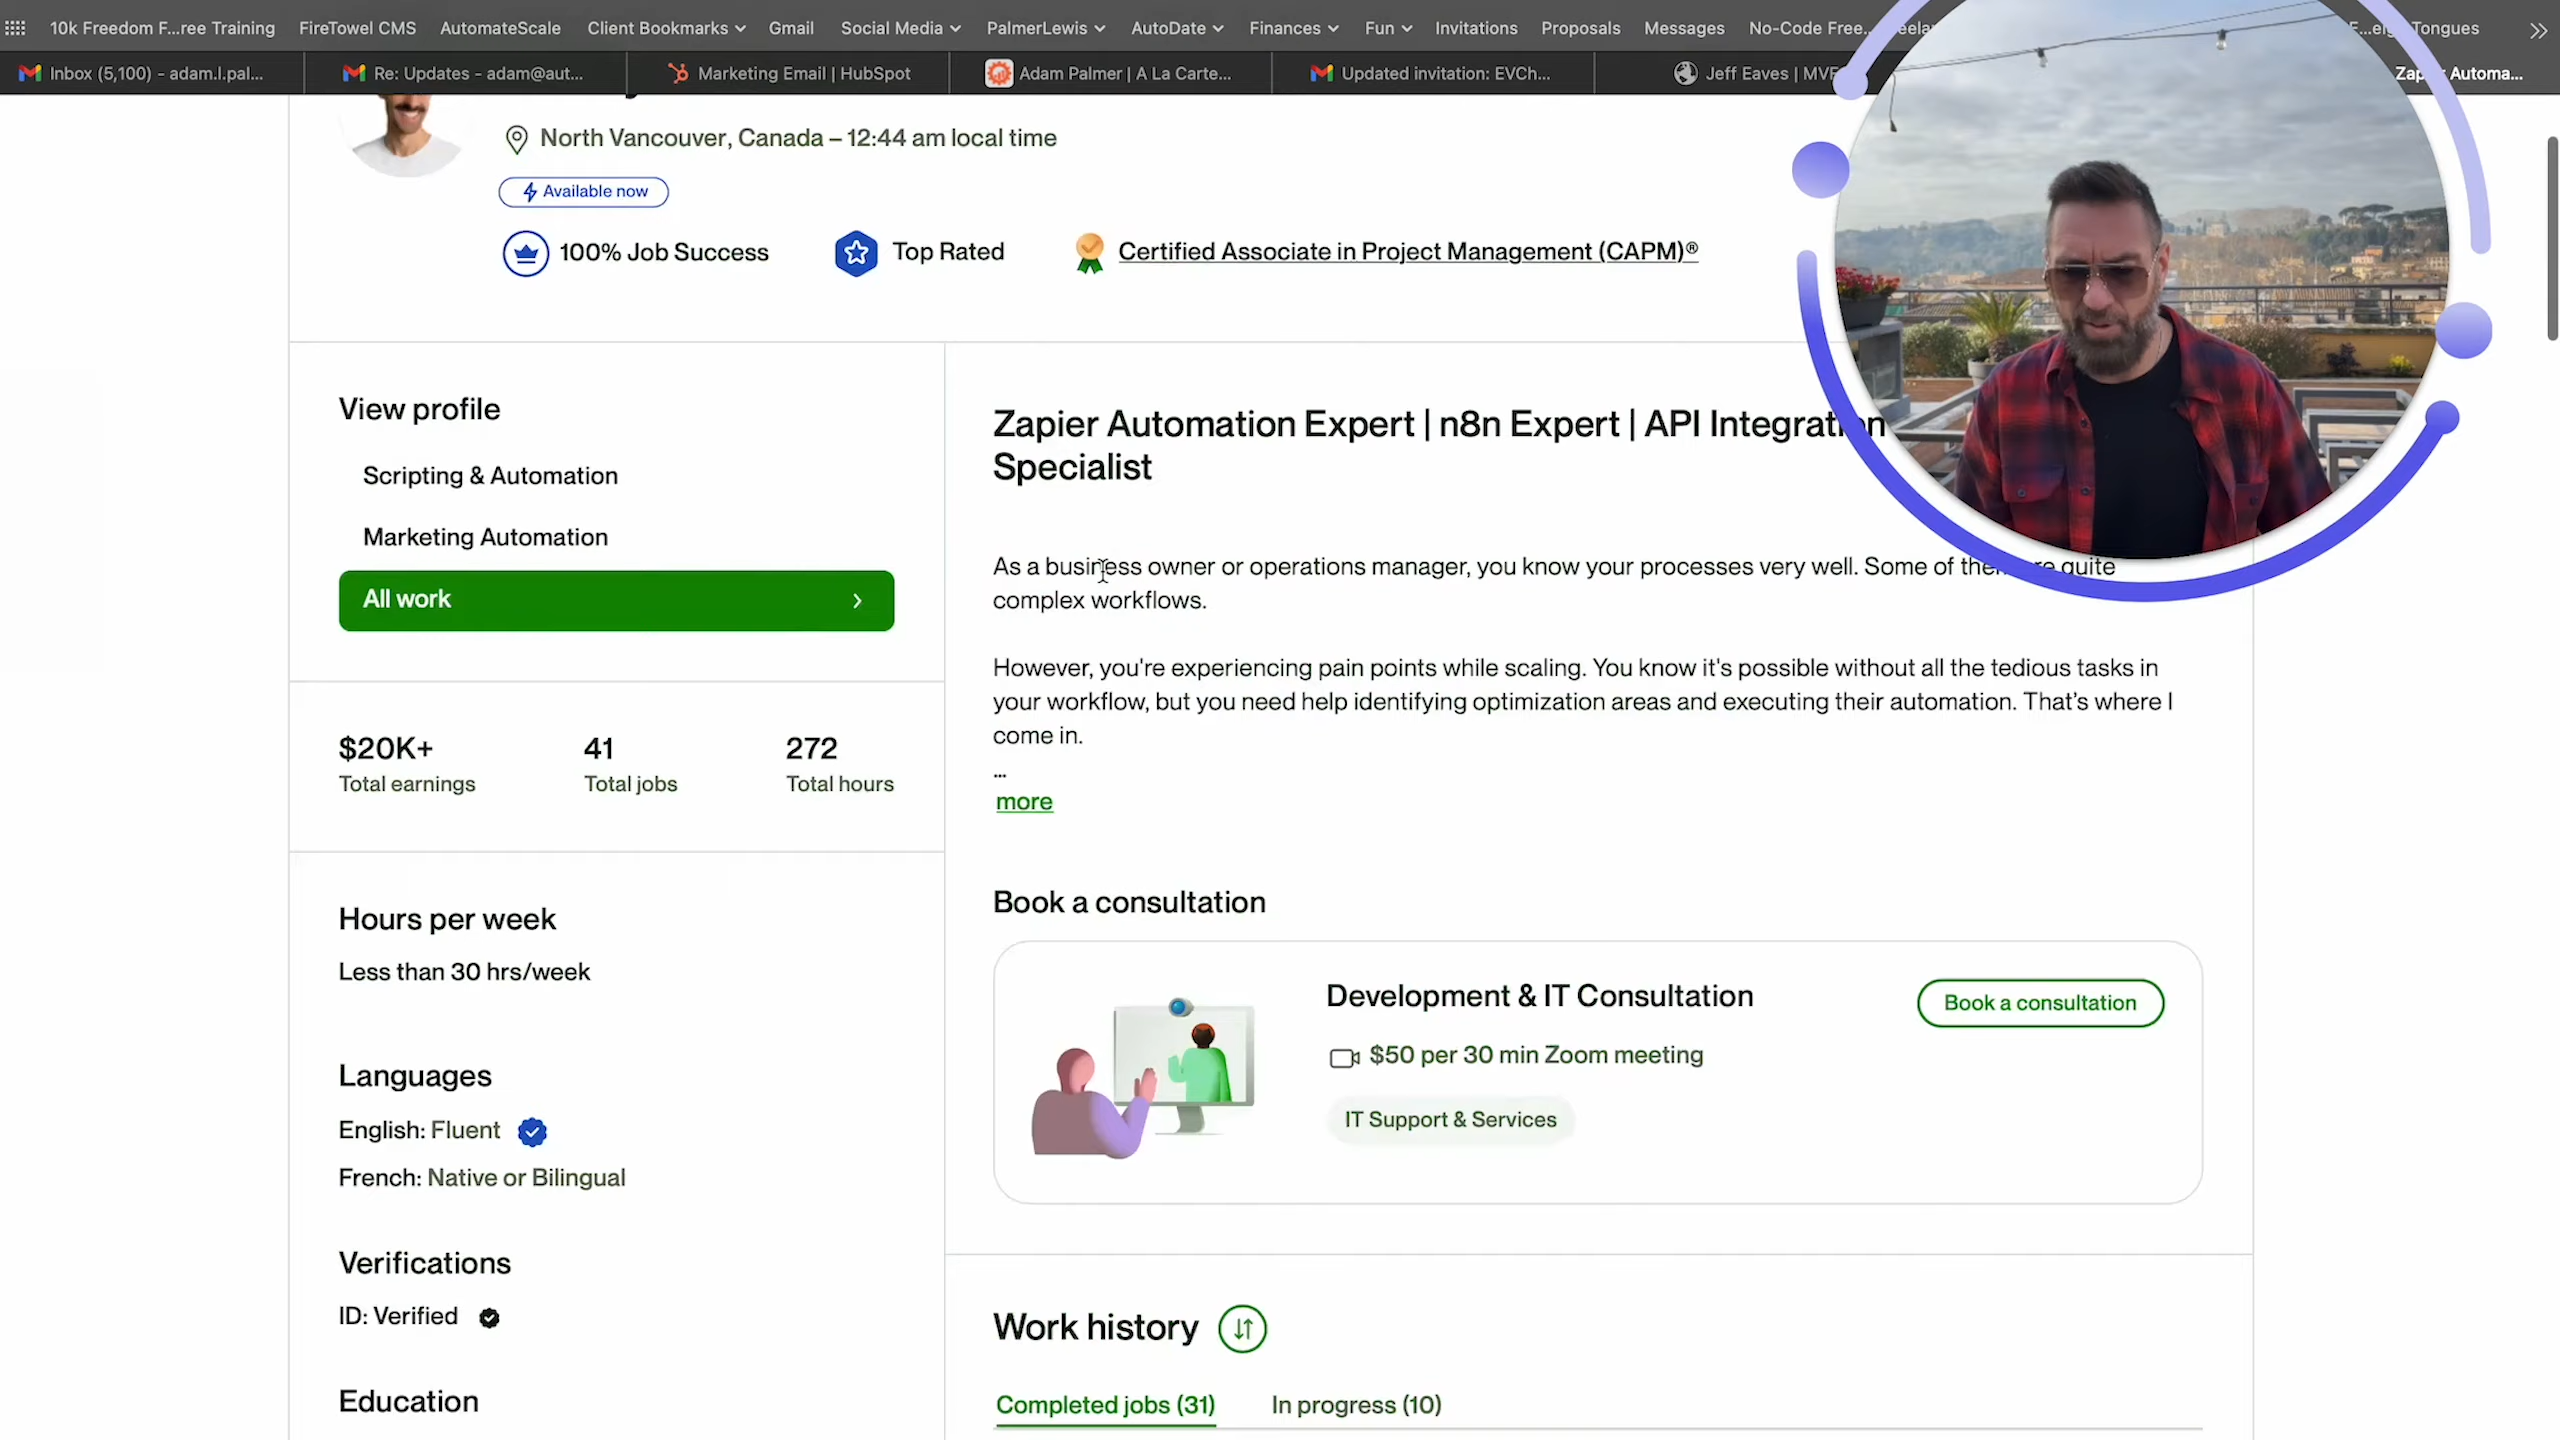 10k Freedom F...ree Training FireTowel CMS AutomateScale Client Bookmarks Gmail Social Media PalmerLewis AutoDate Finances Fun Invitations Proposals Messages No-Code Free... Tongues
Inbox (5,100) - adam.l.pal... Re: Updates - adam@aut... Marketing Email | HubSpot Adam Palmer | A La Carte... Updated invitation: EVCh... Jeff Eaves | Zapier Automa...
North Vancouver, Canada – 12:44 am local time
Available now
100% Job Success Top Rated Certified Associate in Project Management (CAPM)®
View profile
Scripting & Automation
Marketing Automation
All work
$20K+ 41 272
Total earnings Total jobs Total hours
Hours per week
Less than 30 hrs/week
Languages
English: Fluent
French: Native or Bilingual
Verifications
ID: Verified
Education
Zapier Automation Expert | n8n Expert | API Integration
Specialist
As a business owner or operations manager, you know your processes very well. Some of them are quite
complex workflows.
However, you're experiencing pain points while scaling. You know it's possible without all the tedious tasks in
your workflow, but you need help identifying optimization areas and executing their automation. That's where I
come in.
...
more
Book a consultation
Development & IT Consultation
Book a consultation
$50 per 30 min Zoom meeting
IT Support & Services
Work history
Completed jobs (31) In progress (10)